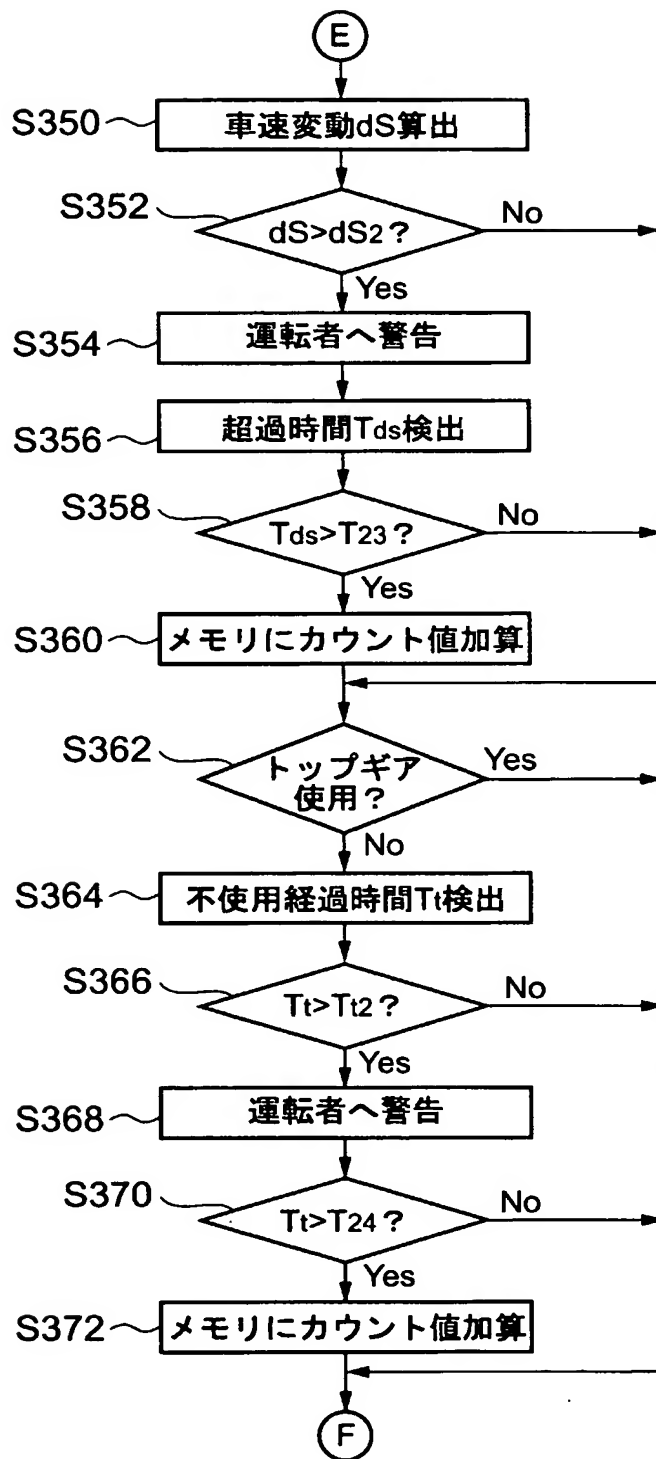 E
S350
車速変動dS算出
S352
dS>dS2?
No
Yes
S354
運転者へ警告
S356
超過時間Tds検出
S358
Tds>T23?
No
Yes
S360
メモリにカウント値加算
S362
トップギア
使用?
Yes
No
S364
不使用経過時間Tt検出
S366
Tt>Tt2?
No
Yes
S368
運転者へ警告
S370
Tt>T24?
No
Yes
S372
メモリにカウント値加算
F